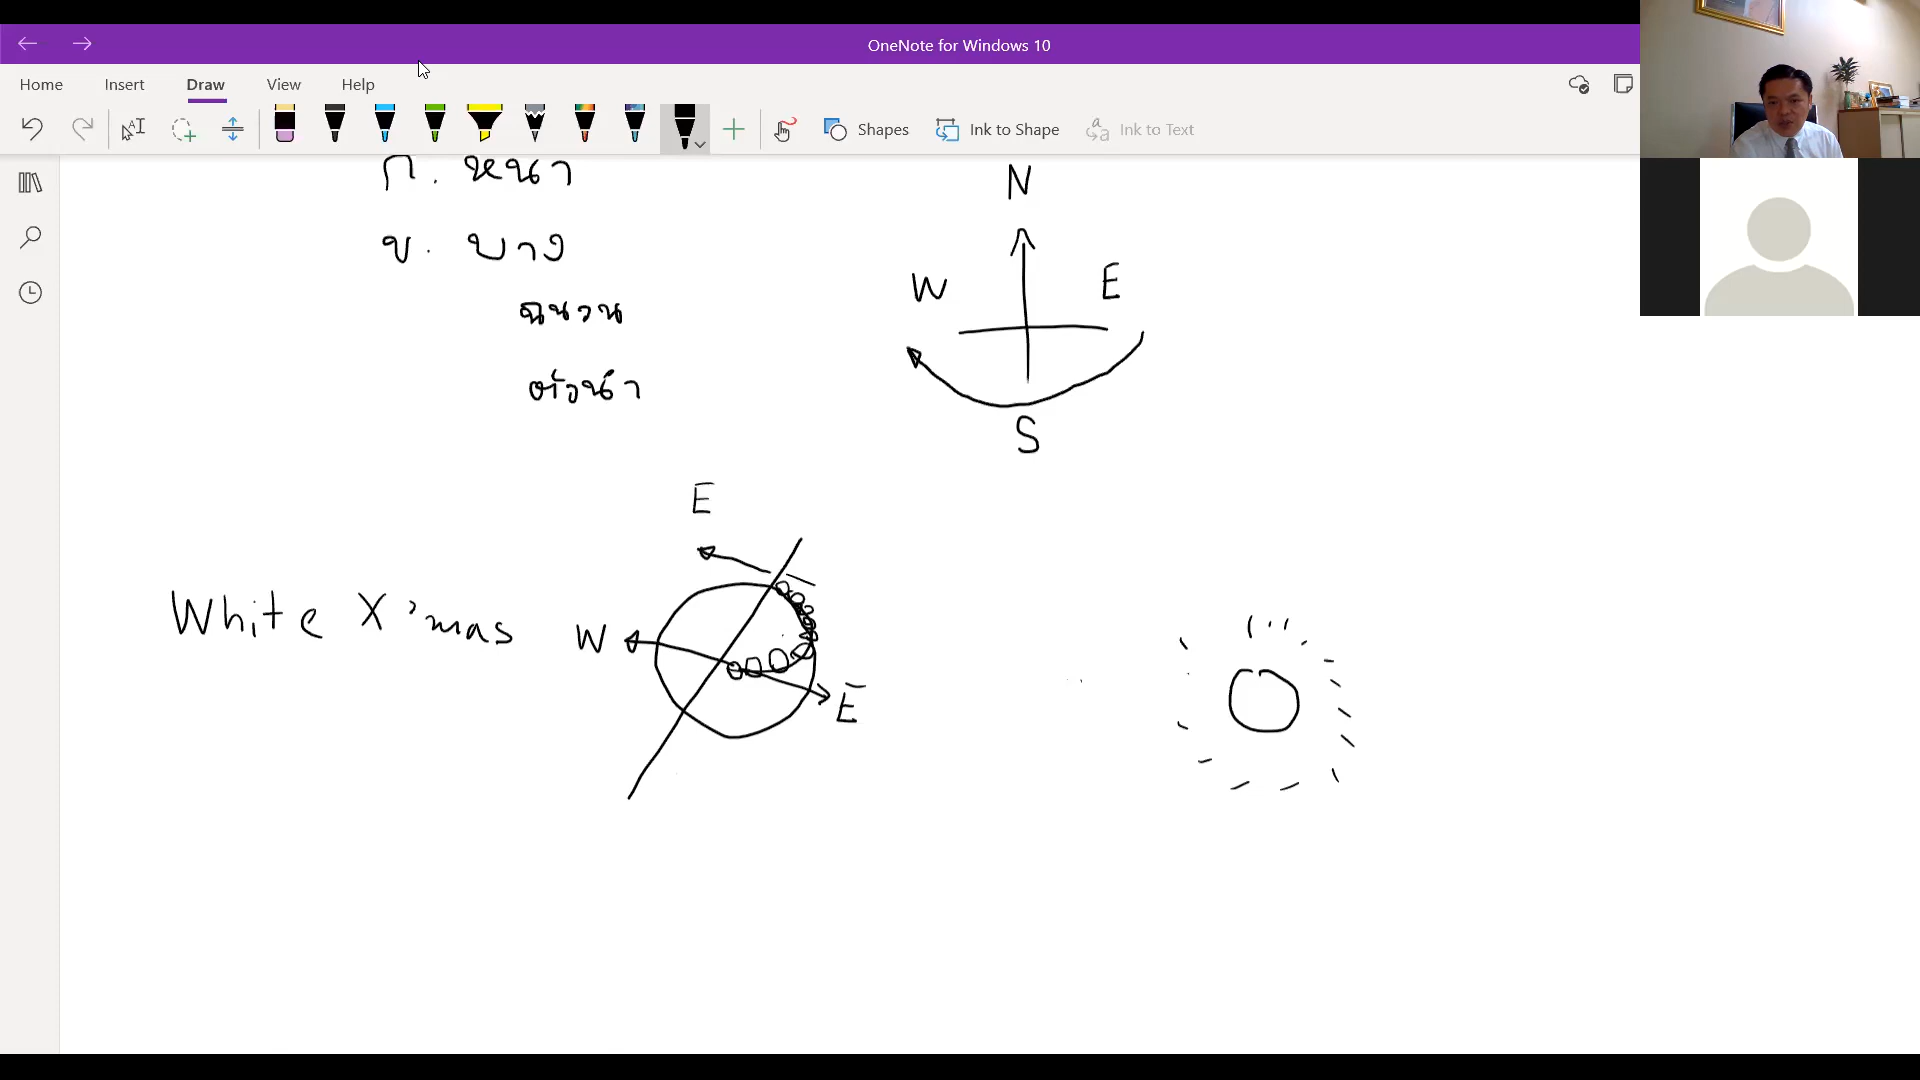 OneNote for Windows 10
Home Insert Draw View Help
Shapes Ink to Shape Ink to Text
ก. หนา
N
ข. บาง
W E
ฉนวน
ตัวนำ
S
E
White X'mas
W
E